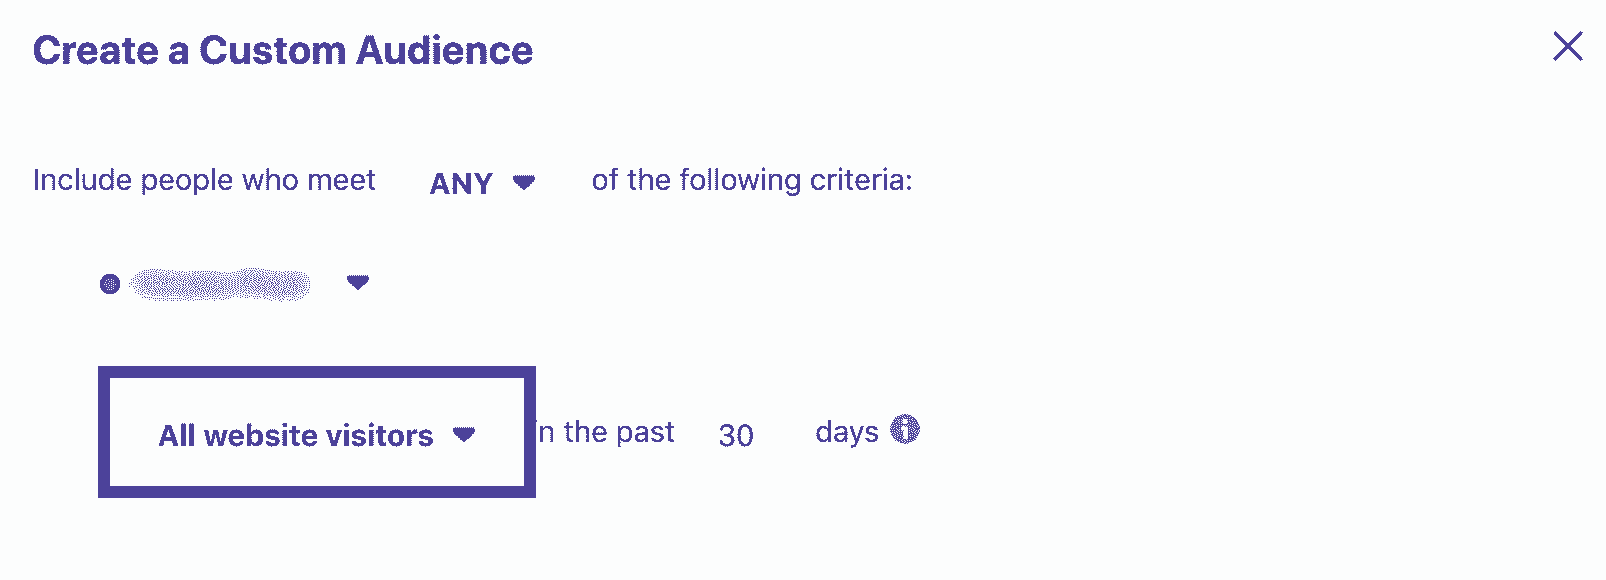 Create a Custom Audience
Include people who meet ANY of the following criteria:
All website visitors in the past 30 days